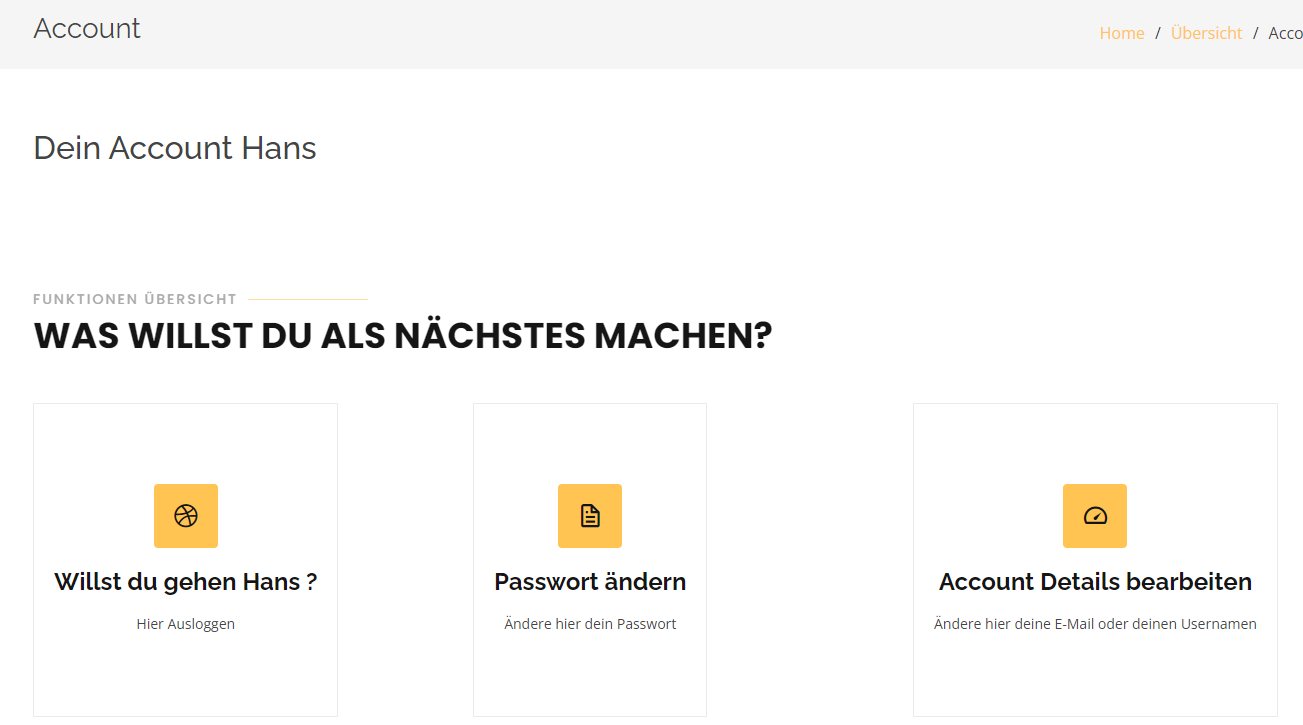 Account
Home / Übersicht / Acco
Dein Account Hans
FUNKTIONEN ÜBERSICHT
WAS WILLST DU ALS NÄCHSTES MACHEN?
Willst du gehen Hans ?
Hier Ausloggen
Passwort ändern
Ändere hier dein Passwort
Account Details bearbeiten
Ändere hier deine E-Mail oder deinen Usernamen